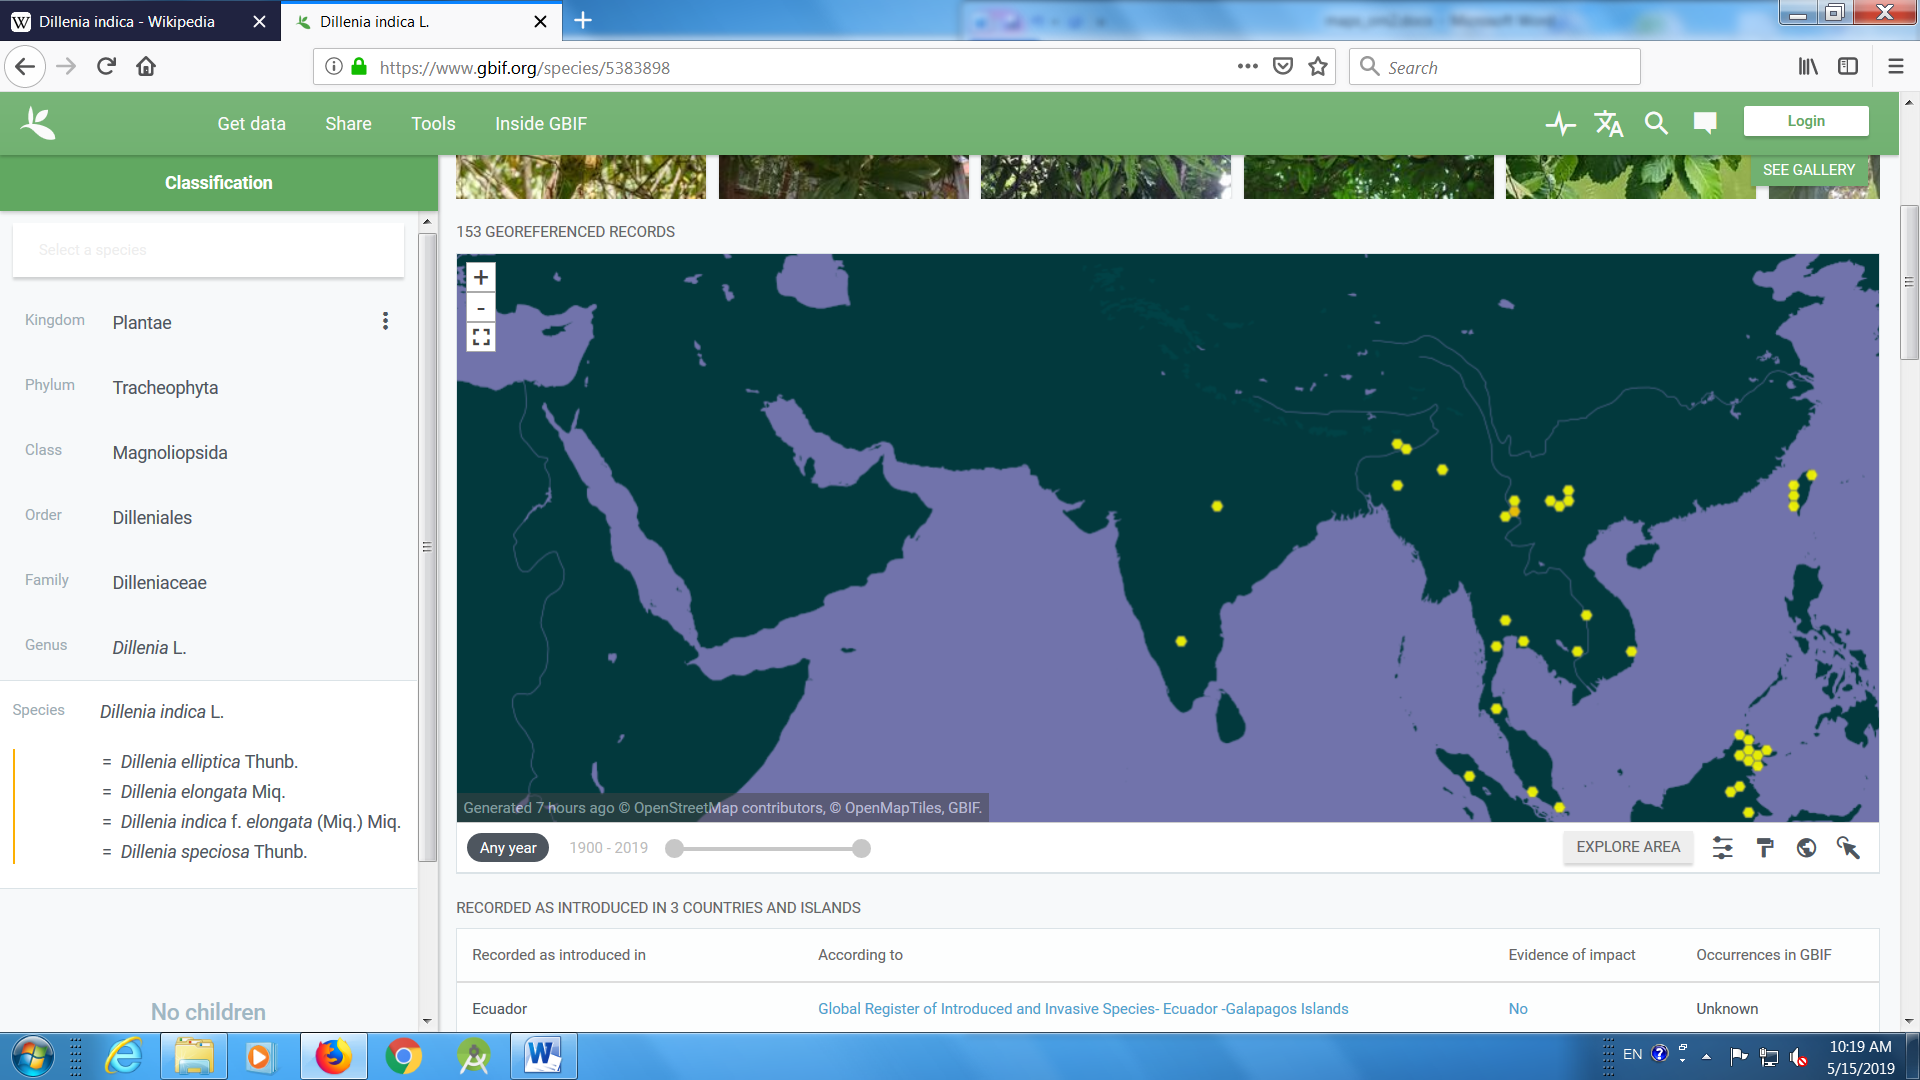 Dillenia indica - Wikipedia
Dillenia indica L.
https://www.gbif.org/species/5383898
Search
Get data Share Tools Inside GBIF
Login
Classification
SEE GALLERY
Select a species
Kingdom Plantae
Phylum Tracheophyta
Class Magnoliopsida
Order Dilleniales
Family Dilleniaceae
Genus Dillenia L.
Species Dillenia indica L.
= Dillenia elliptica Thunb.
= Dillenia elongata Miq.
= Dillenia indica f. elongata (Miq.) Miq.
= Dillenia speciosa Thunb.
No children
153 GEOREFERENCED RECORDS
+
-
Generated 7 hours ago © OpenStreetMap contributors, © OpenMapTiles, GBIF.
Any year 1900 - 2019 EXPLORE AREA
RECORDED AS INTRODUCED IN 3 COUNTRIES AND ISLANDS
Recorded as introduced in According to Evidence of impact Occurrences in GBIF
Ecuador Global Register of Introduced and Invasive Species- Ecuador -Galapagos Islands No Unknown
EN
10:19 AM
5/15/2019